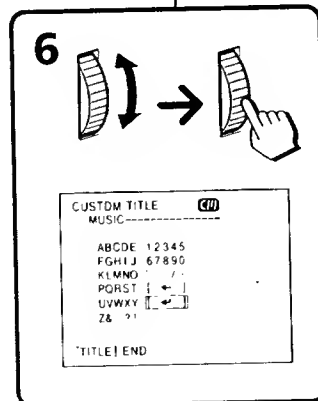 6
CUSTOM TITLE
MUSIC--------------
ABCDE 12345
FGHIJ 67890
KLMNO ' , . / -
PQRST [ ← ]
UVWXY [ ↵ ]
Z& ?!
[TITLE] END